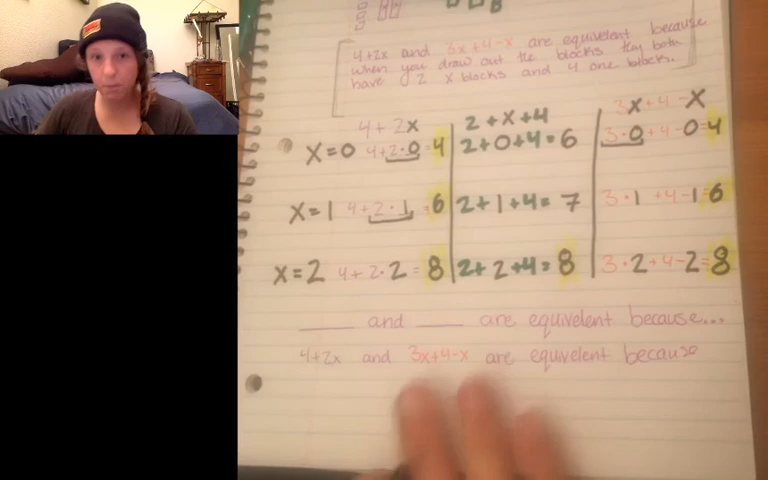 B
4+2x and 3x+4-x are equivelent because
when you draw out the blocks they both
have 2 x blocks and 4 one blocks.
4 + 2x
2 + x + 4
3x + 4 - x
x = 0 4+2·0=4 2+0+4=6 3·0+4-0=4
x = 1 4+2·1=6 2+1+4=7 3·1+4-1=6
x = 2 4+2·2=8 2+2+4=8 3·2+4-2=8
____ and ____ are equivelent because...
4+2x and 3x+4-x are equivelent because